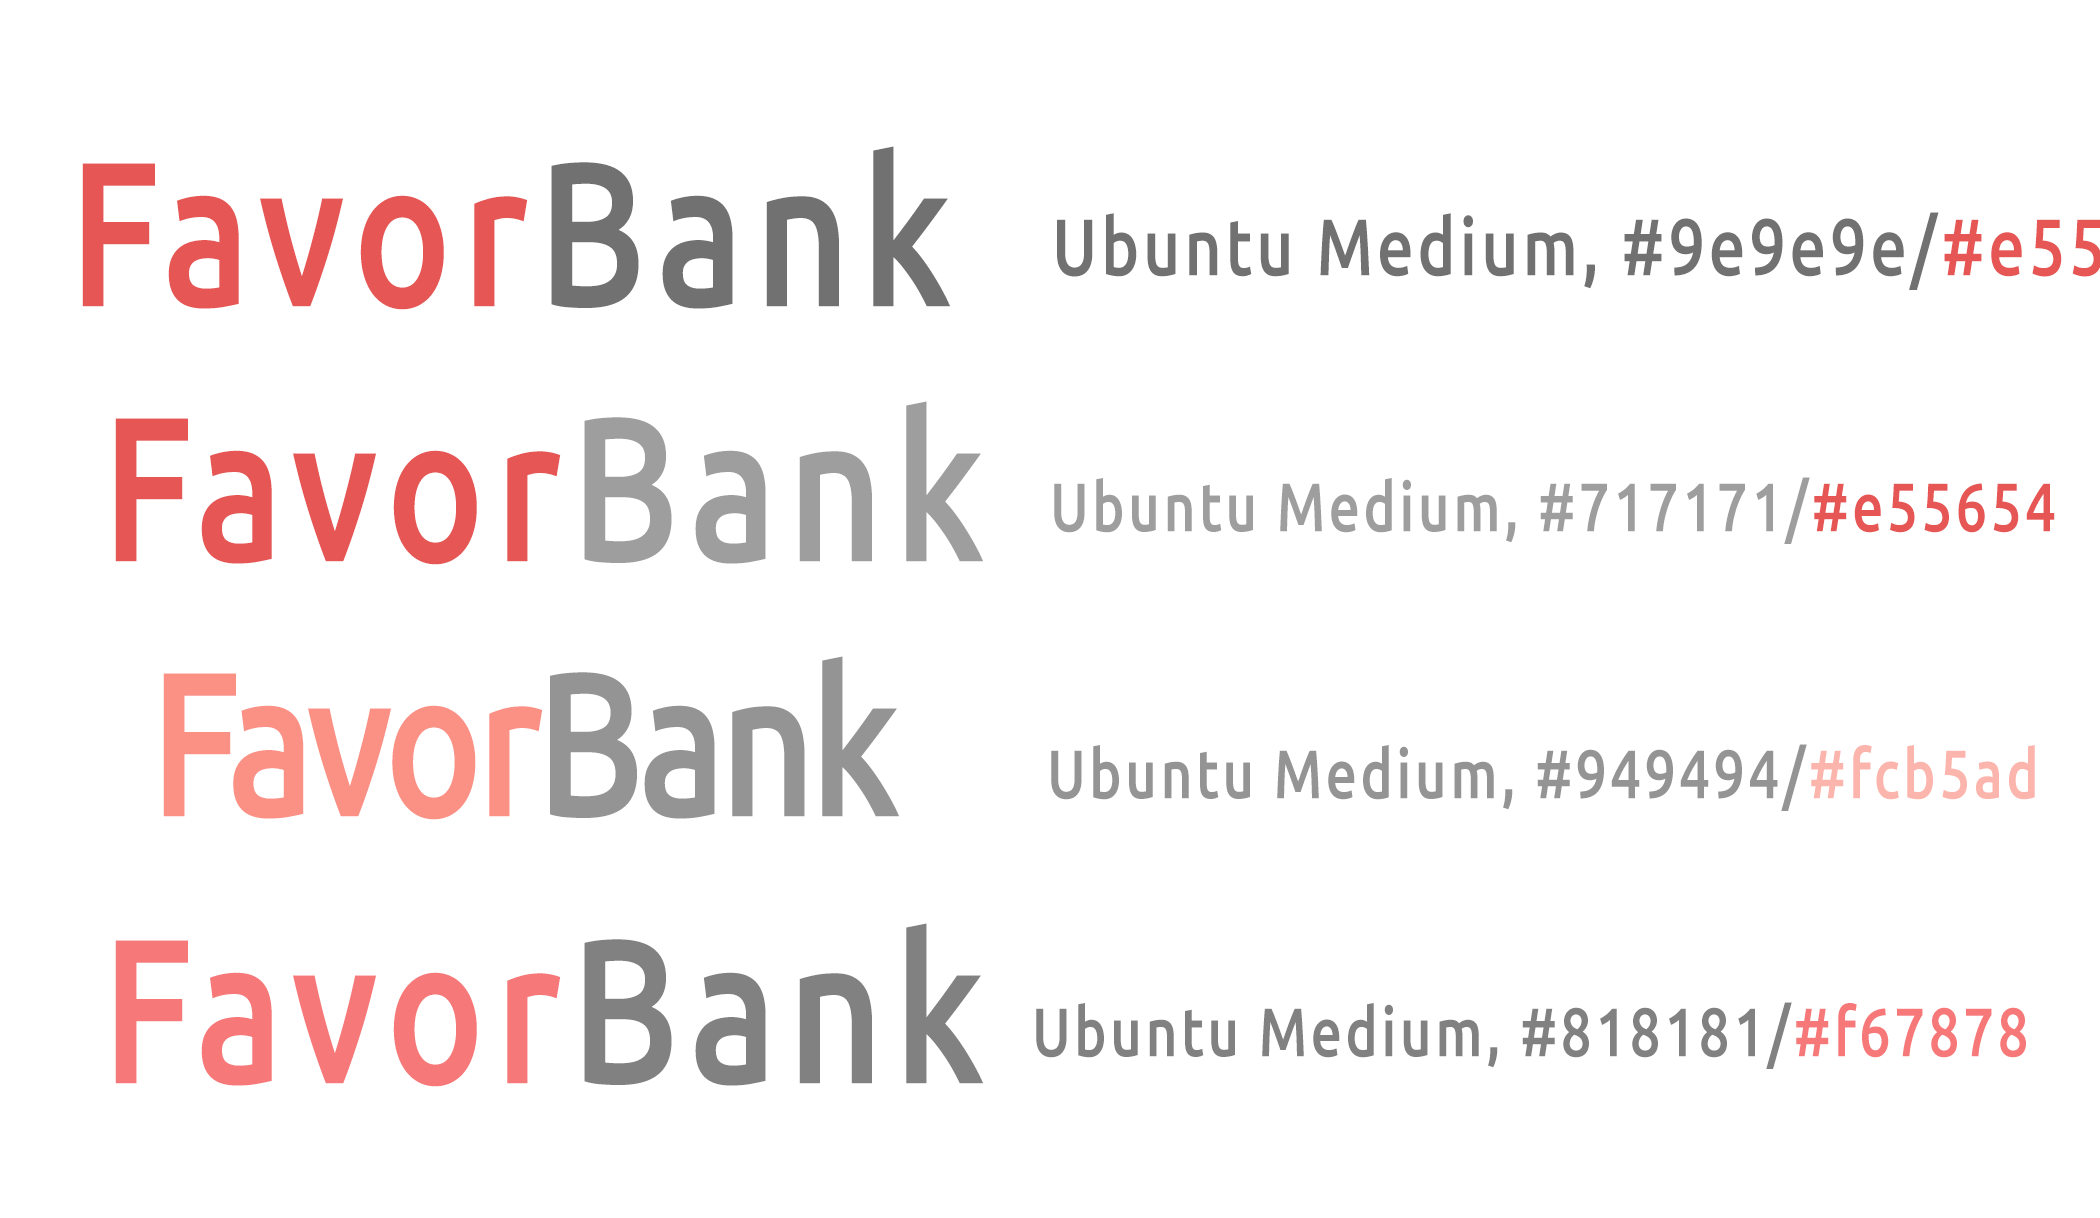 FavorBank Ubuntu Medium, #9e9e9e/#e55
FavorBank Ubuntu Medium, #717171/#e55654
FavorBank Ubuntu Medium, #949494/#fcb5ad
FavorBank Ubuntu Medium, #818181/#f67878